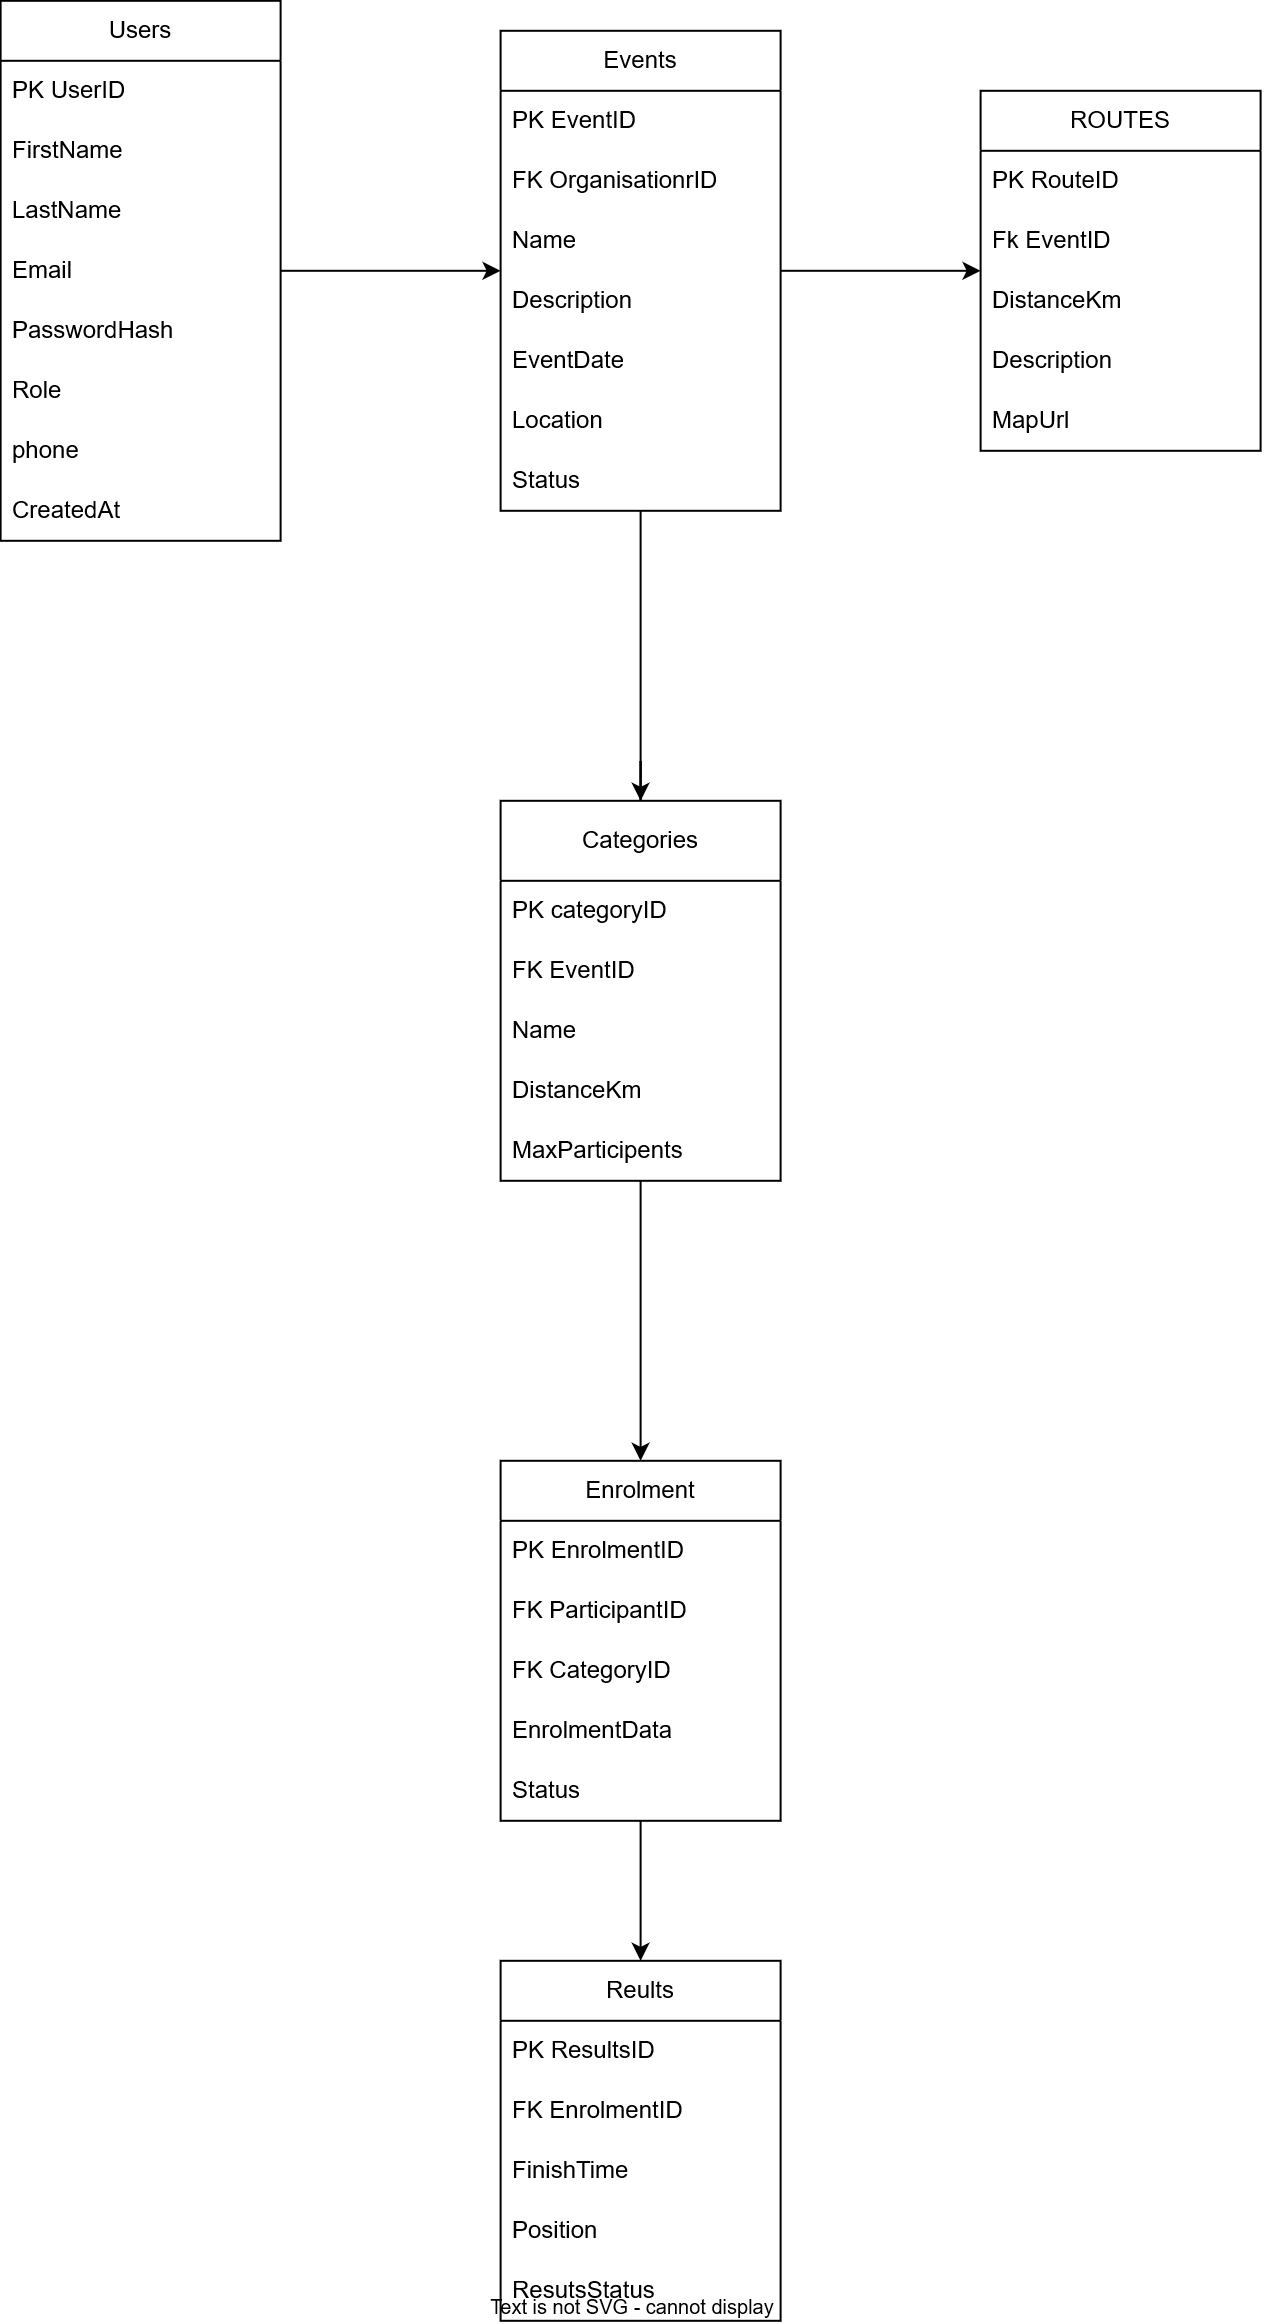 Users
PK UserID
FirstName
LastName
Email
PasswordHash
Role
phone
CreatedAt
Events
PK EventID
FK OrganisationrID
Name
Description
EventDate
Location
Status
ROUTES
PK RouteID
Fk EventID
DistanceKm
Description
MapUrl
Categories
PK categoryID
FK EventID
Name
DistanceKm
MaxParticipents
Enrolment
PK EnrolmentID
FK ParticipantID
FK CategoryID
EnrolmentData
Status
Reults
PK ResultsID
FK EnrolmentID
FinishTime
Position
ResutsStatus
Text is not SVG - cannot display